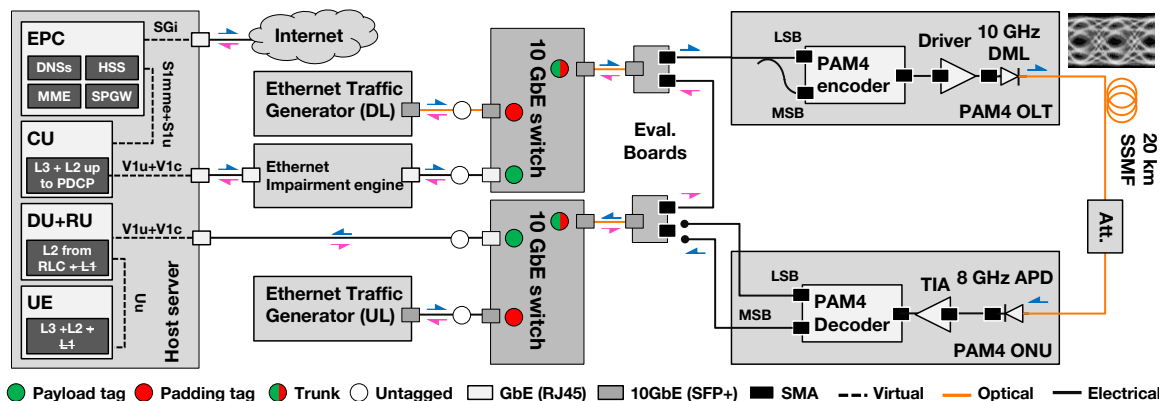 EPC
DNSs
HSS
MME
SPGW
CU
L3 + L2 up
to PDCP
DU+RU
L2 from
RLC + L1
UE
L3 +L2 +
L1
S1mme+S1u
Uu
Host server
SGi
V1u+V1c
V1u+V1c
Internet
Ethernet Traffic
Generator (DL)
Ethernet
Impairment engine
Ethernet Traffic
Generator (UL)
10 GbE switch
10 GbE switch
Eval.
Boards
LSB
MSB
PAM4
encoder
Driver
10 GHz
DML
PAM4 OLT
20 km
SSMF
Att.
LSB
MSB
PAM4
Decoder
TIA
8 GHz APD
PAM4 ONU
Payload tag
Padding tag
Trunk
Untagged
GbE (RJ45)
10GbE (SFP+)
SMA
Virtual
Optical
Electrical